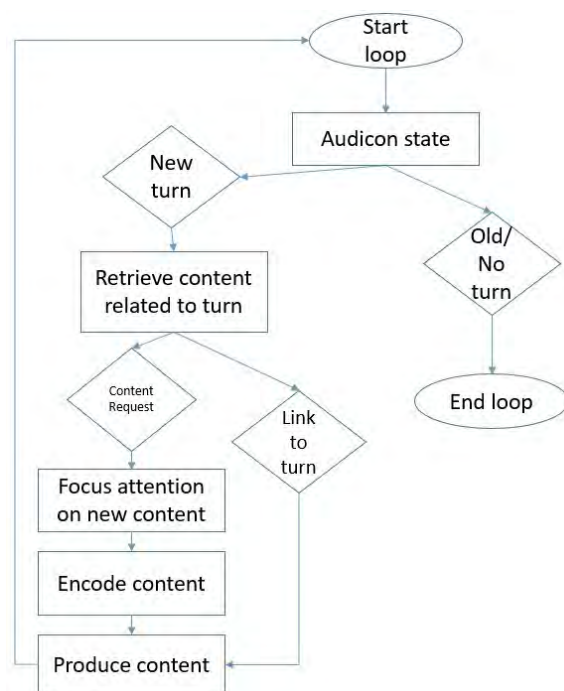 Start
loop
Audicon state
New
turn
Old/
No
turn
Retrieve content
related to turn
End loop
Content
Request
Link
to
turn
Focus attention
on new content
Encode content
Produce content